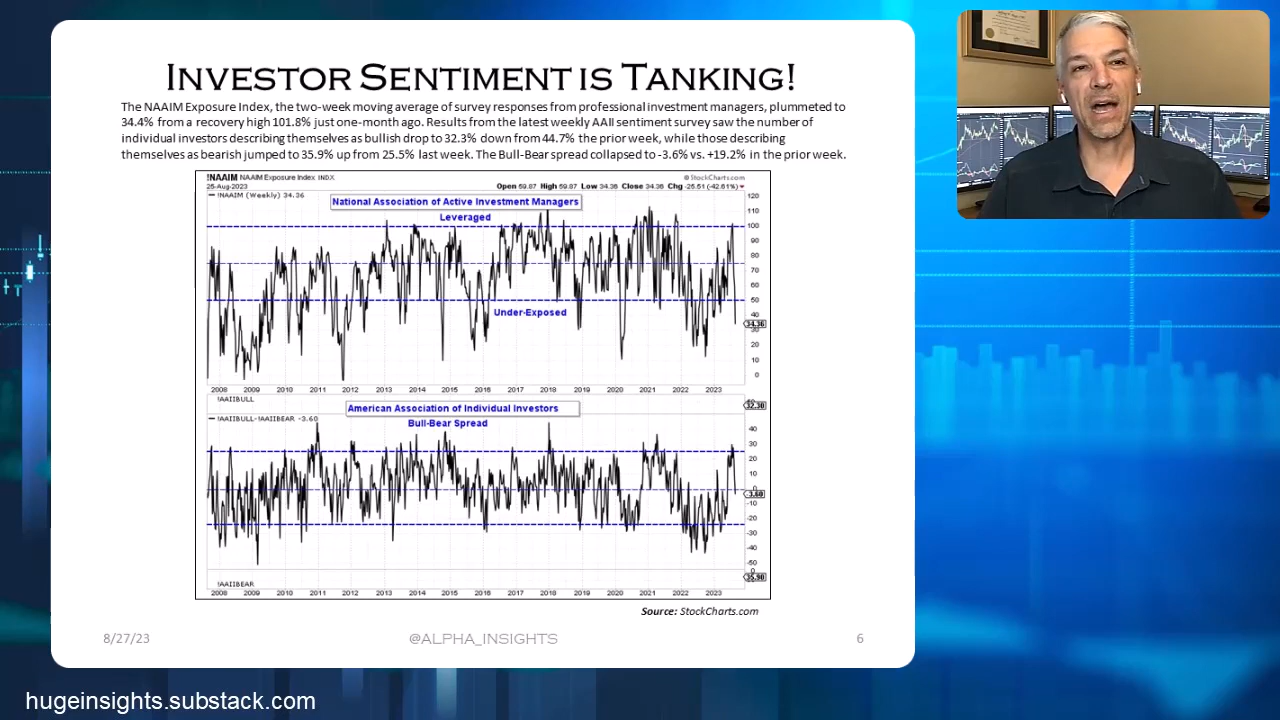 INVESTOR SENTIMENT IS TANKING!
The NAAIM Exposure Index, the two-week moving average of survey responses from professional investment managers, plummeted to
34.4% from a recovery high 101.8% just one-month ago. Results from the latest weekly AAII sentiment survey saw the number of
individual investors describing themselves as bullish drop to 32.3% down from 44.7% the prior week, while those describing
themselves as bearish jumped to 35.9% up from 25.5% last week. The Bull-Bear spread collapsed to -3.6% vs. +19.2% in the prior week.
!NAAIM NAAIM Exposure Index INDX © StockCharts.com
25-Aug-2023 Open 59.87 High 59.87 Low 34.36 Close 34.36 Chg -25.51 (-42.61%)
!NAAIM (Weekly) 34.36
National Association of Active Investment Managers
Leveraged
Under-Exposed
120
110
100
90
80
70
60
50
40
34.36
30
20
10
0
2008 2009 2010 2011 2012 2013 2014 2015 2016 2017 2018 2019 2020 2021 2022 2023
!AAIIBULL
32.30
American Association of Individual Investors
!AAIIBULL-!AAIIBEAR -3.60
Bull-Bear Spread
40
30
20
10
0
-3.60
-10
-20
-30
-40
-50
0
35.90
!AAIIBEAR
2008 2009 2010 2011 2012 2013 2014 2015 2016 2017 2018 2019 2020 2021 2022 2023
Source: StockCharts.com
8/27/23 @ALPHA_INSIGHTS 6
hugeinsights.substack.com